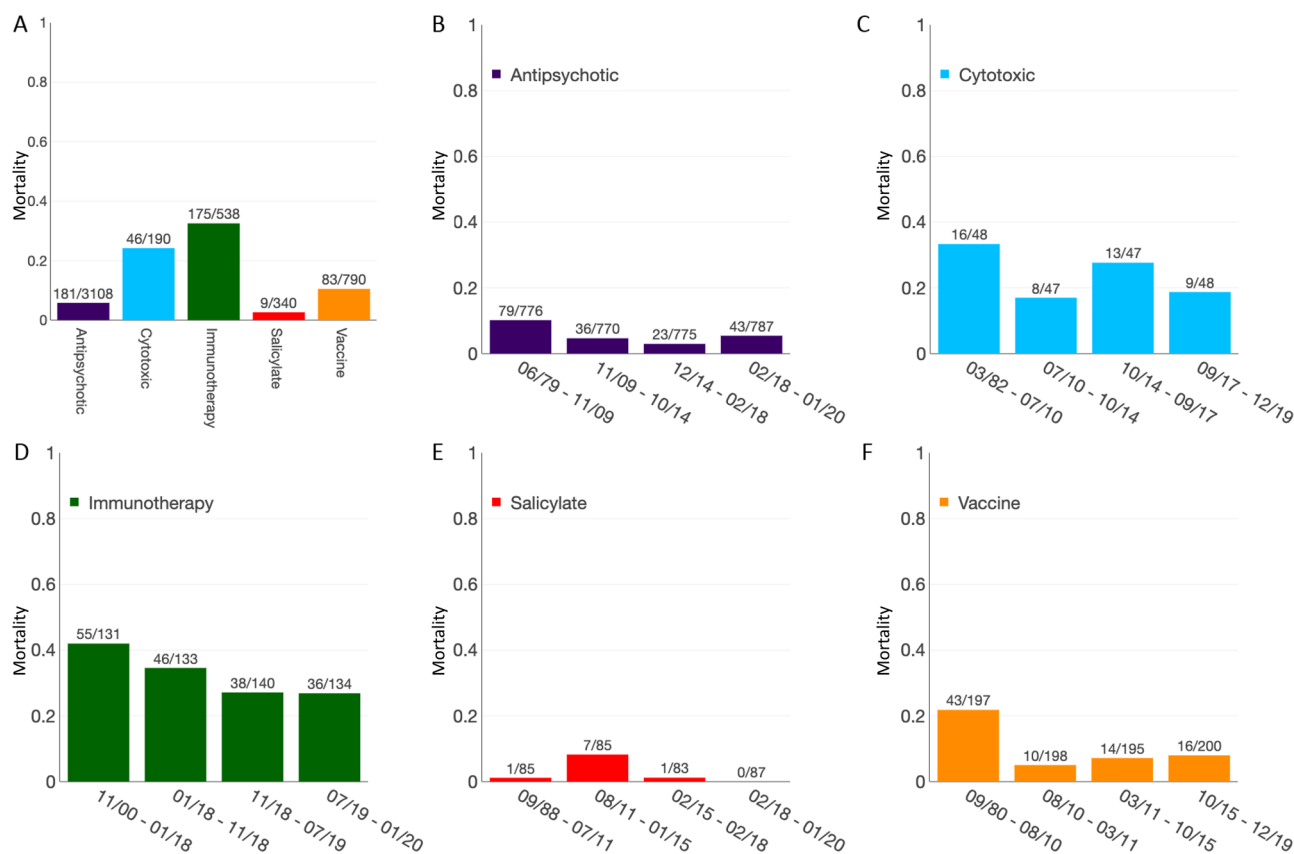 A
Mortality
1
0.8
0.6
0.4
0.2
0
181/3108
46/190
175/538
9/340
83/790
Antipsychotic
Cytotoxic
Immunotherapy
Salicylate
Vaccine
B
Antipsychotic
Mortality
1
0.8
0.6
0.4
0.2
0
79/776
36/770
23/775
43/787
06/79 - 11/09
11/09 - 10/14
12/14 - 02/18
02/18 - 01/20
C
Cytotoxic
Mortality
1
0.8
0.6
0.4
0.2
0
16/48
8/47
13/47
9/48
03/82 - 07/10
07/10 - 10/14
10/14 - 09/17
09/17 - 12/19
D
Immunotherapy
Mortality
1
0.8
0.6
0.4
0.2
0
55/131
46/133
38/140
36/134
11/00 - 01/18
01/18 - 11/18
11/18 - 07/19
07/19 - 01/20
E
Salicylate
Mortality
1
0.8
0.6
0.4
0.2
0
1/85
7/85
1/83
0/87
09/88 - 07/11
08/11 - 01/15
02/15 - 02/18
02/18 - 01/20
F
Vaccine
Mortality
1
0.8
0.6
0.4
0.2
0
43/197
10/198
14/195
16/200
09/80 - 08/10
08/10 - 03/11
03/11 - 10/15
10/15 - 12/19